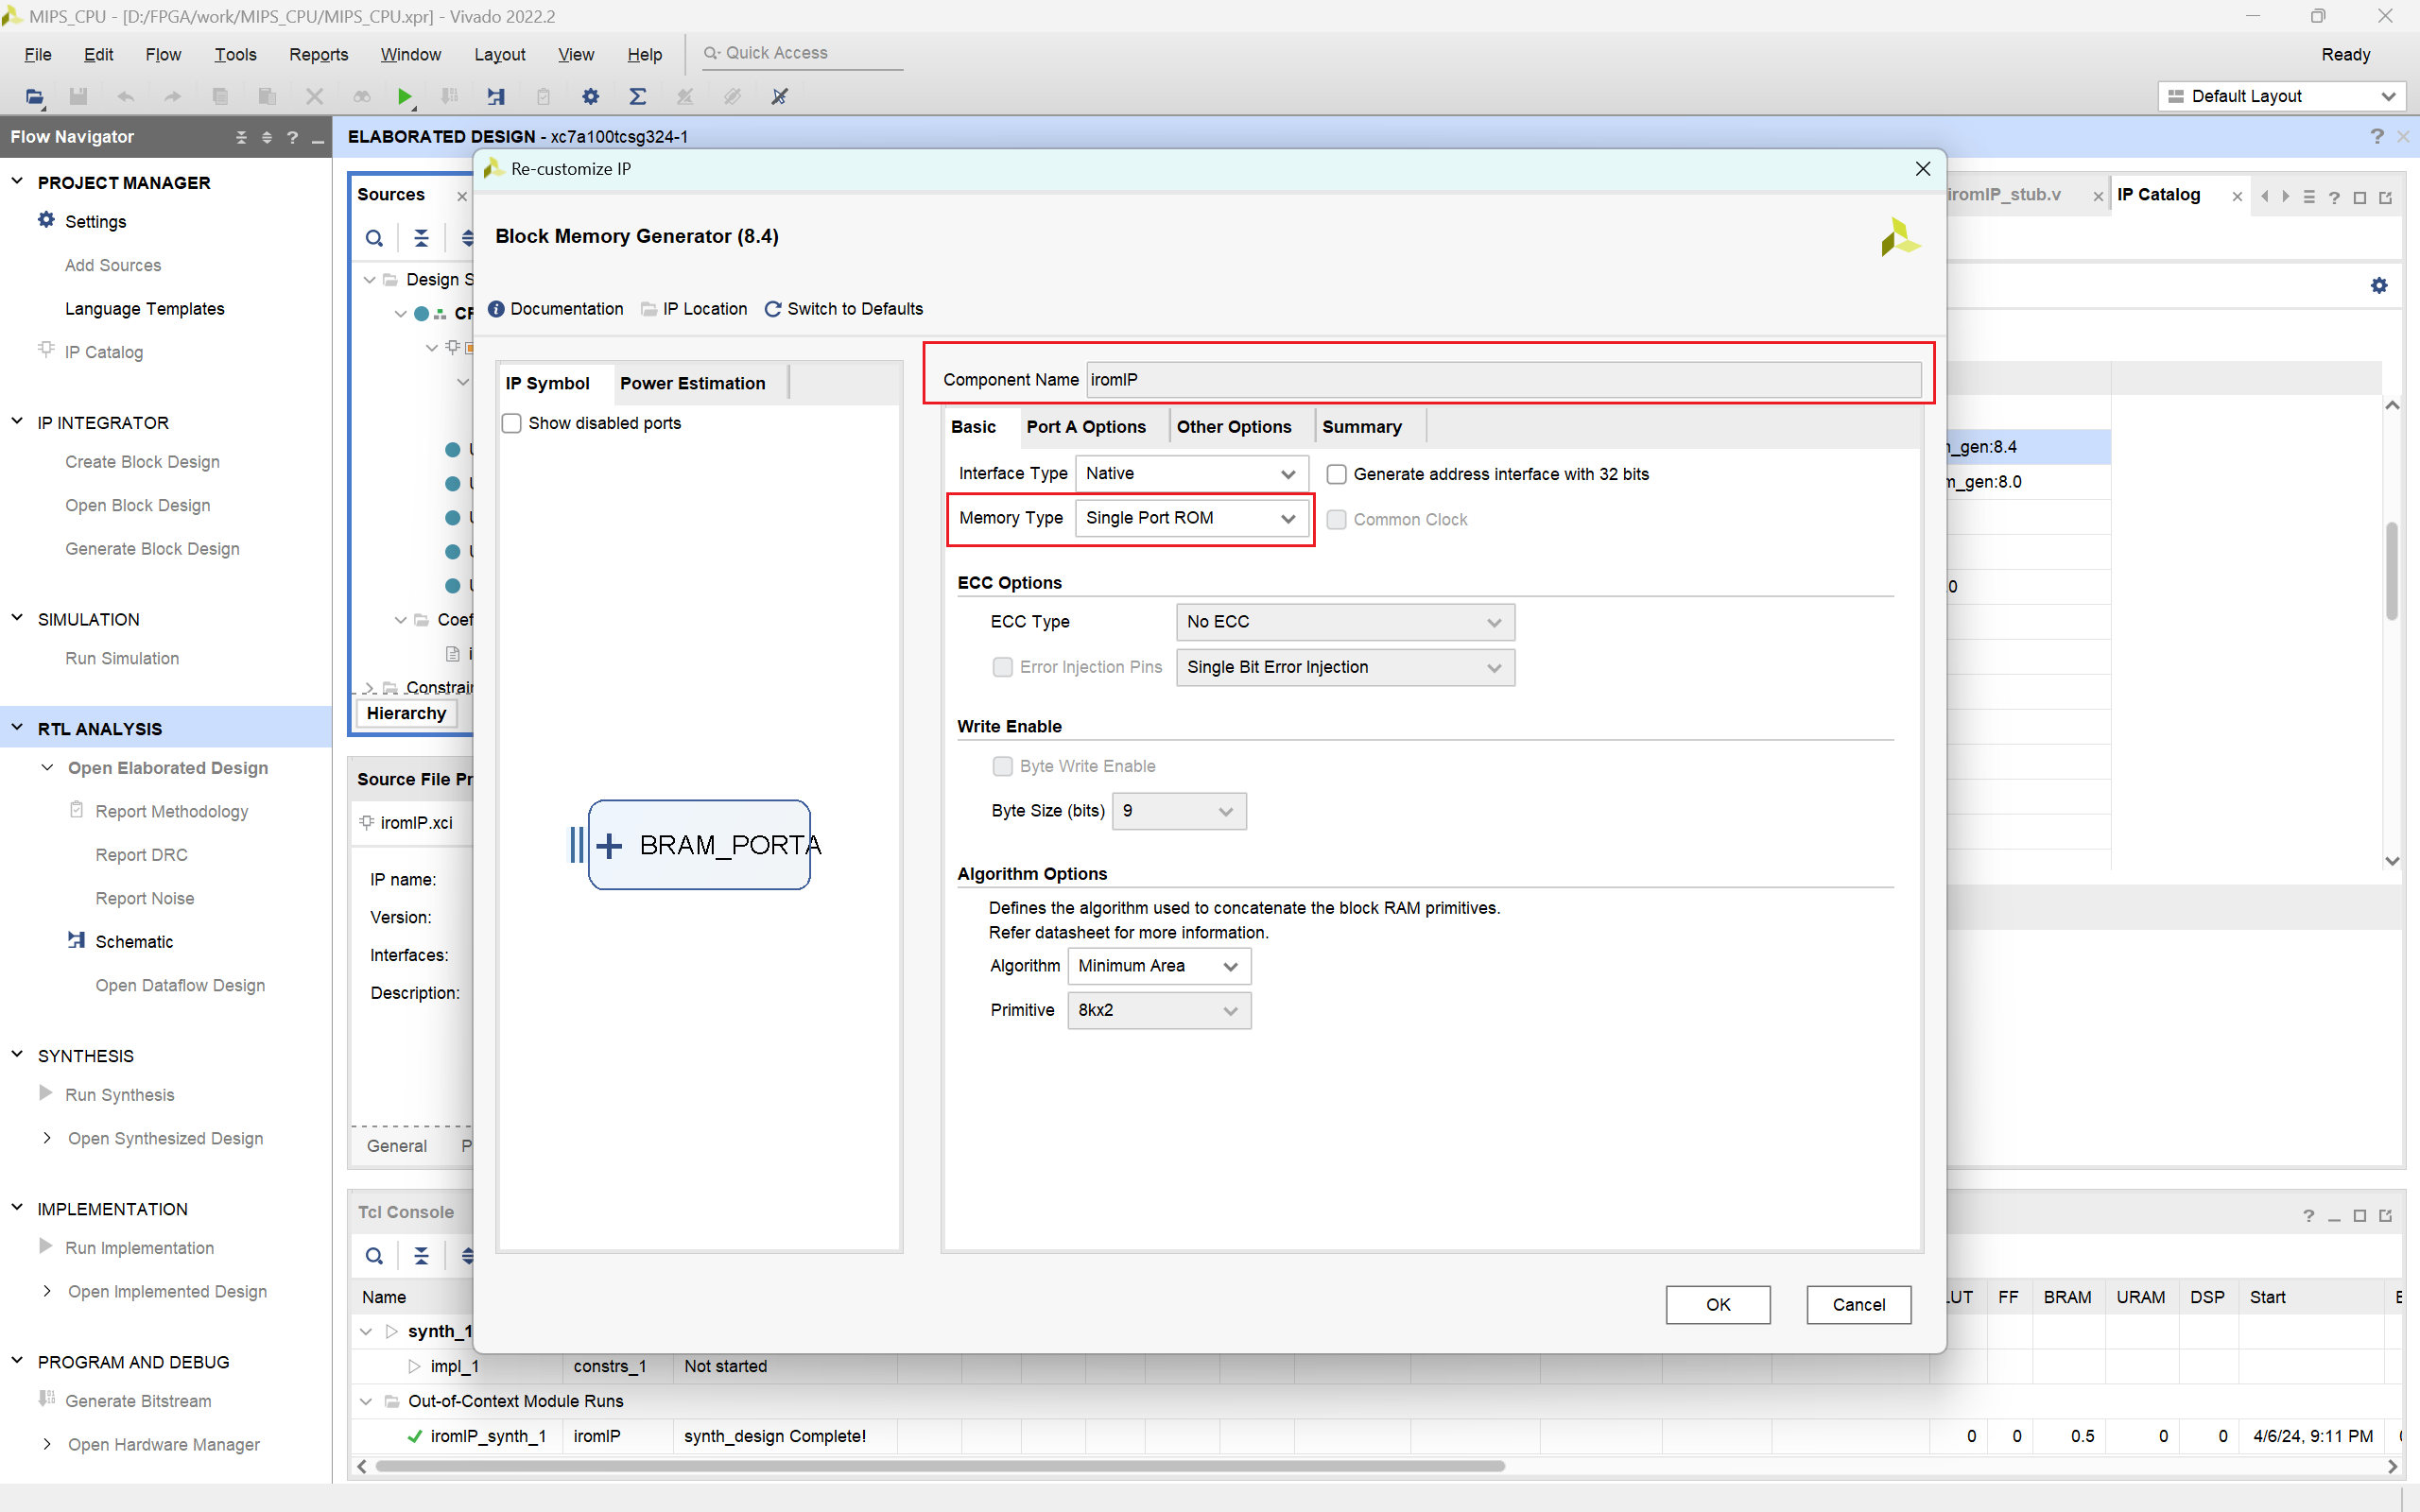 MIPS_CPU - [D:/FPGA/work/MIPS_CPU/MIPS_CPU.xpr] - Vivado 2022.2
File Edit Flow Tools Reports Window Layout View Help Quick Access Ready
Default Layout
Flow Navigator
ELABORATED DESIGN - xc7a100tcsg324-1
PROJECT MANAGER
Settings
Add Sources
Language Templates
IP Catalog
IP INTEGRATOR
Create Block Design
Open Block Design
Generate Block Design
SIMULATION
Run Simulation
RTL ANALYSIS
Open Elaborated Design
Report Methodology
Report DRC
Report Noise
Schematic
Open Dataflow Design
SYNTHESIS
Run Synthesis
Open Synthesized Design
IMPLEMENTATION
Run Implementation
Open Implemented Design
PROGRAM AND DEBUG
Generate Bitstream
Open Hardware Manager
Sources
Design S
Hierarchy
Source File Pr
iromIP.xci
IP name:
Version:
Interfaces:
Description:
General P
Re-customize IP
Block Memory Generator (8.4)
Documentation IP Location Switch to Defaults
IP Symbol Power Estimation
Show disabled ports
BRAM_PORTA
Component Name iromIP
Basic Port A Options Other Options Summary
Interface Type Native Generate address interface with 32 bits
Memory Type Single Port ROM Common Clock
ECC Options
ECC Type No ECC
Error Injection Pins Single Bit Error Injection
Write Enable
Byte Write Enable
Byte Size (bits) 9
Algorithm Options
Defines the algorithm used to concatenate the block RAM primitives.
Refer datasheet for more information.
Algorithm Minimum Area
Primitive 8kx2
OK Cancel
iromIP_stub.v IP Catalog
_gen:8.4
m_gen:8.0
Tcl Console
Name LUT FF BRAM URAM DSP Start E
synth_1
impl_1 constrs_1 Not started
Out-of-Context Module Runs
iromIP_synth_1 iromIP synth_design Complete! 0 0 0.5 0 0 4/6/24, 9:11 PM